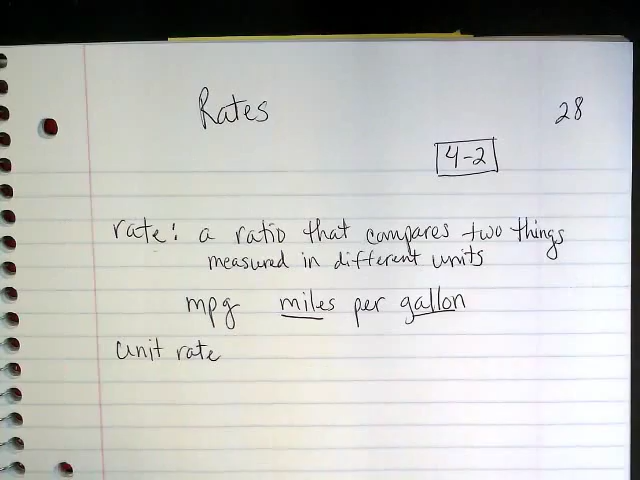 Rates
28
4-2
rate: a ratio that compares two things
measured in different units
mpg miles per gallon
unit rate